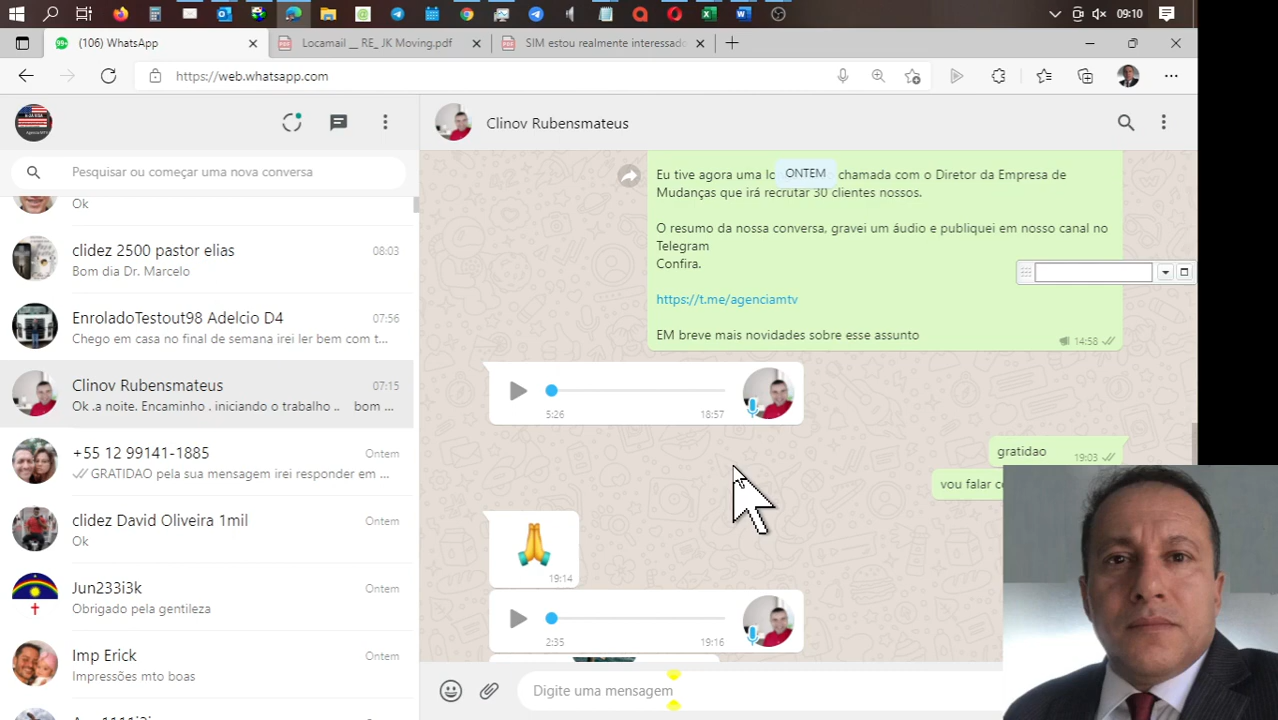 09:10
(106) WhatsApp
Locamail __ RE_ JK Moving.pdf
SIM estou realmente interessado
https://web.whatsapp.com
99+
Clinov Rubensmateus
Pesquisar ou começar uma nova conversa
Ok
clidez 2500 pastor elias
08:03
Bom dia Dr. Marcelo
EnroladoTestout98 Adelcio D4
07:56
Chego em casa no final de semana irei ler bem com t...
Clinov Rubensmateus
07:15
Ok .a noite. Encaminho . iniciando o trabalho .. bom ...
+55 12 99141-1885
Ontem
GRATIDAO pela sua mensagem irei responder em ...
clidez David Oliveira 1mil
Ontem
Ok
Jun233i3k
Ontem
Obrigado pela gentileza
Imp Erick
Ontem
Impressões mto boas
ONTEM
Eu tive agora uma lo chamada com o Diretor da Empresa de
Mudanças que irá recrutar 30 clientes nossos.
O resumo da nossa conversa, gravei um áudio e publiquei em nosso canal no
Telegram
Confira.
https://t.me/agenciamtv
EM breve mais novidades sobre esse assunto
14:58
5:26
18:57
gratidao
19:03
vou falar
19:14
2:35
19:16
Digite uma mensagem